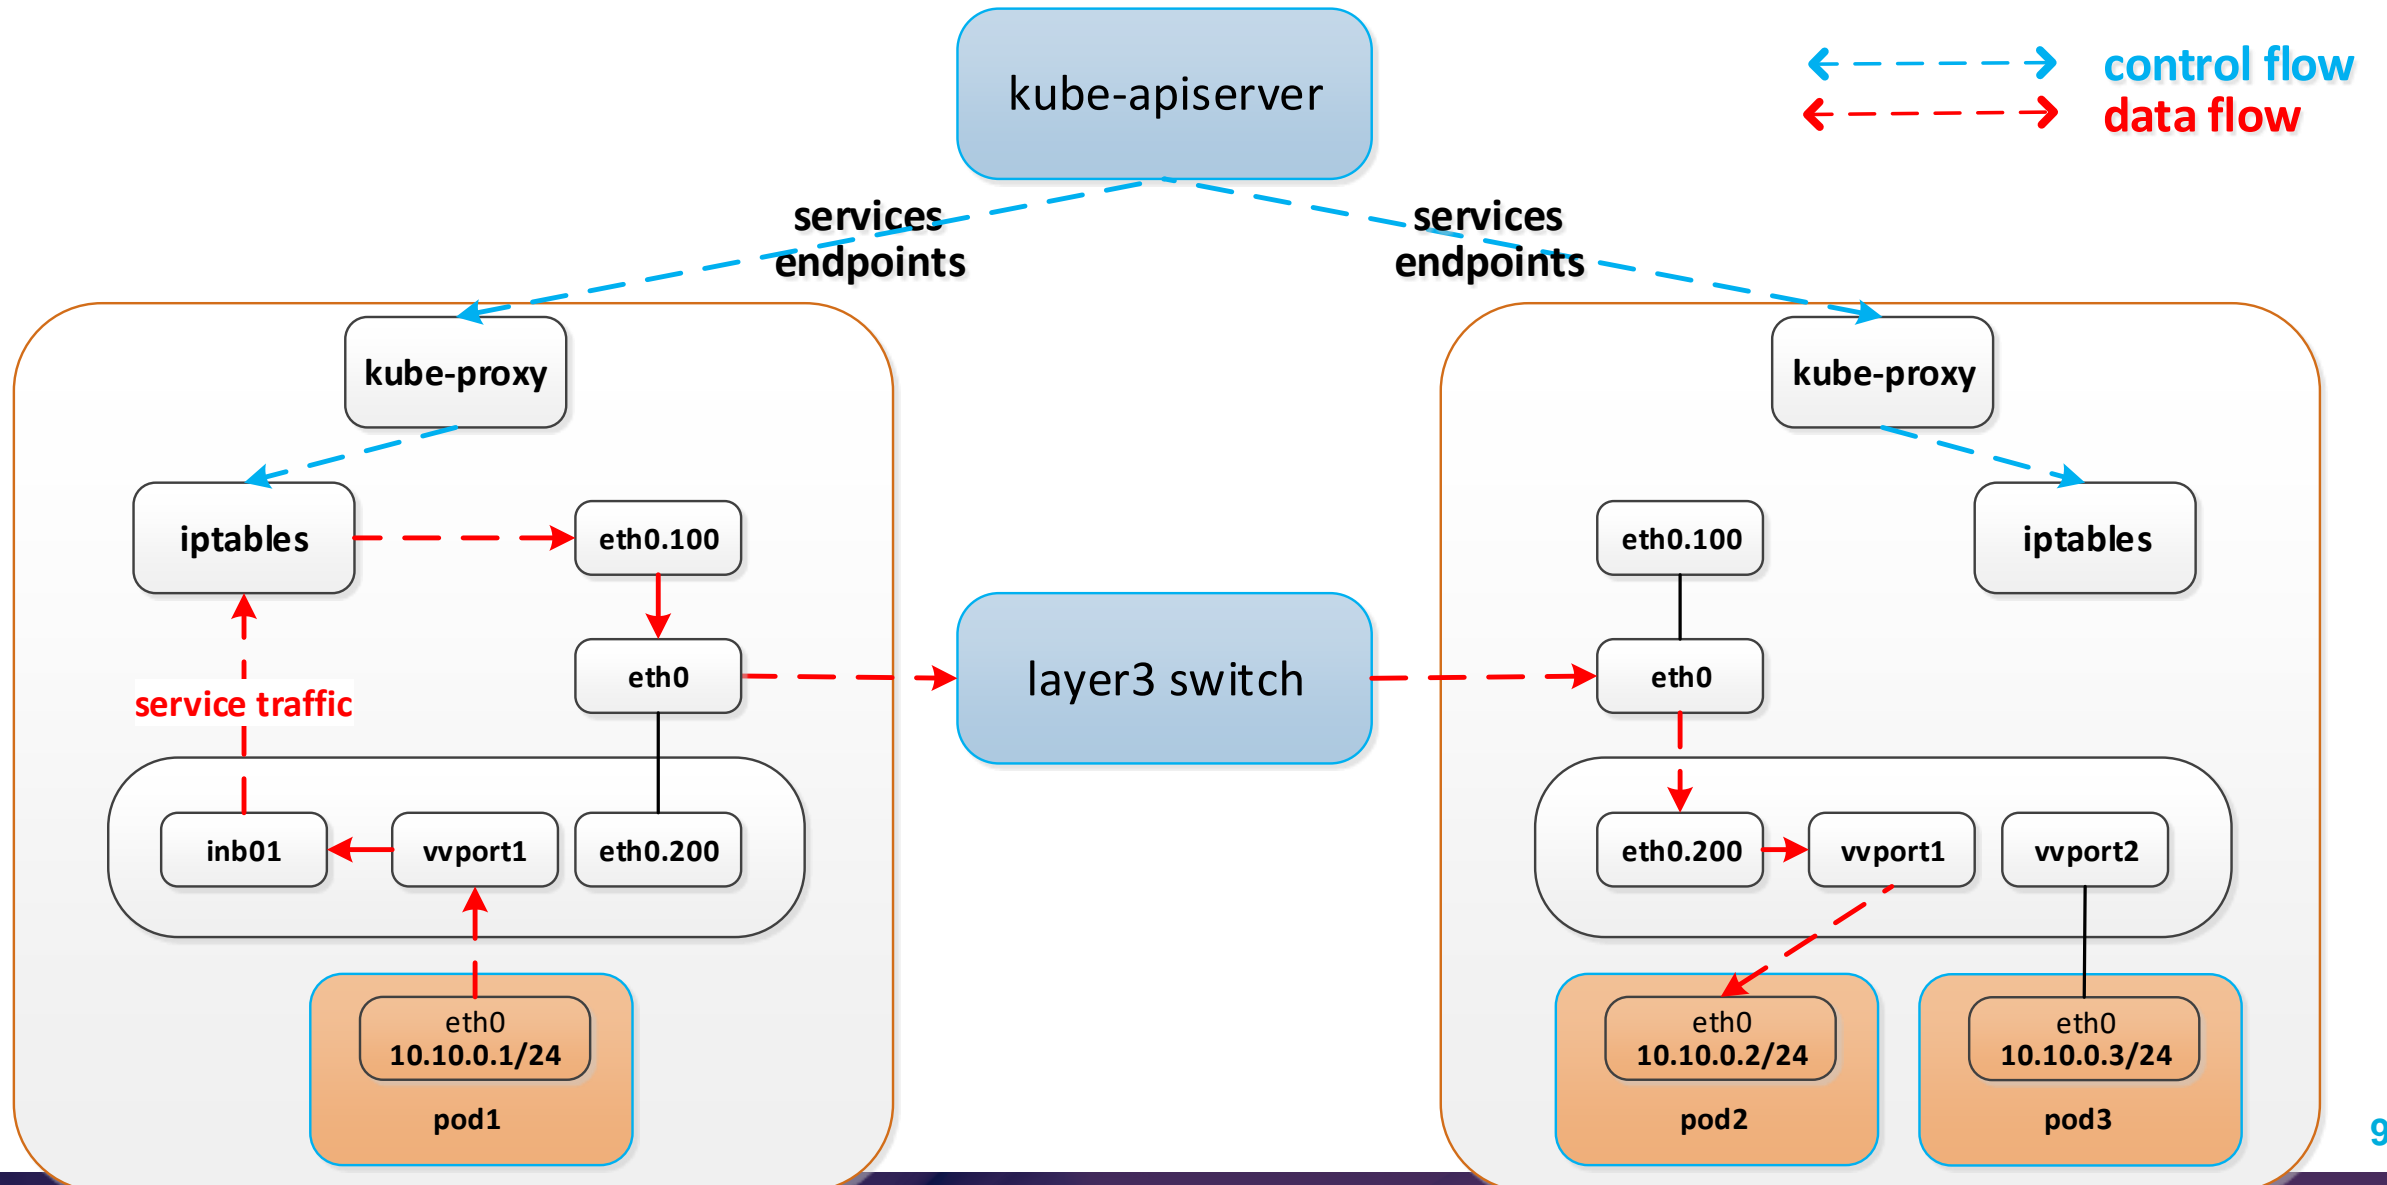 kube-apiserver
control flow
data flow
services
endpoints
services
endpoints
kube-proxy
iptables
eth0.100
eth0
service traffic
inb01
vvport1
eth0.200
eth0
10.10.0.1/24
pod1
layer3 switch
kube-proxy
eth0.100
iptables
eth0
eth0.200
vvport1
vvport2
eth0
10.10.0.2/24
pod2
eth0
10.10.0.3/24
pod3
9